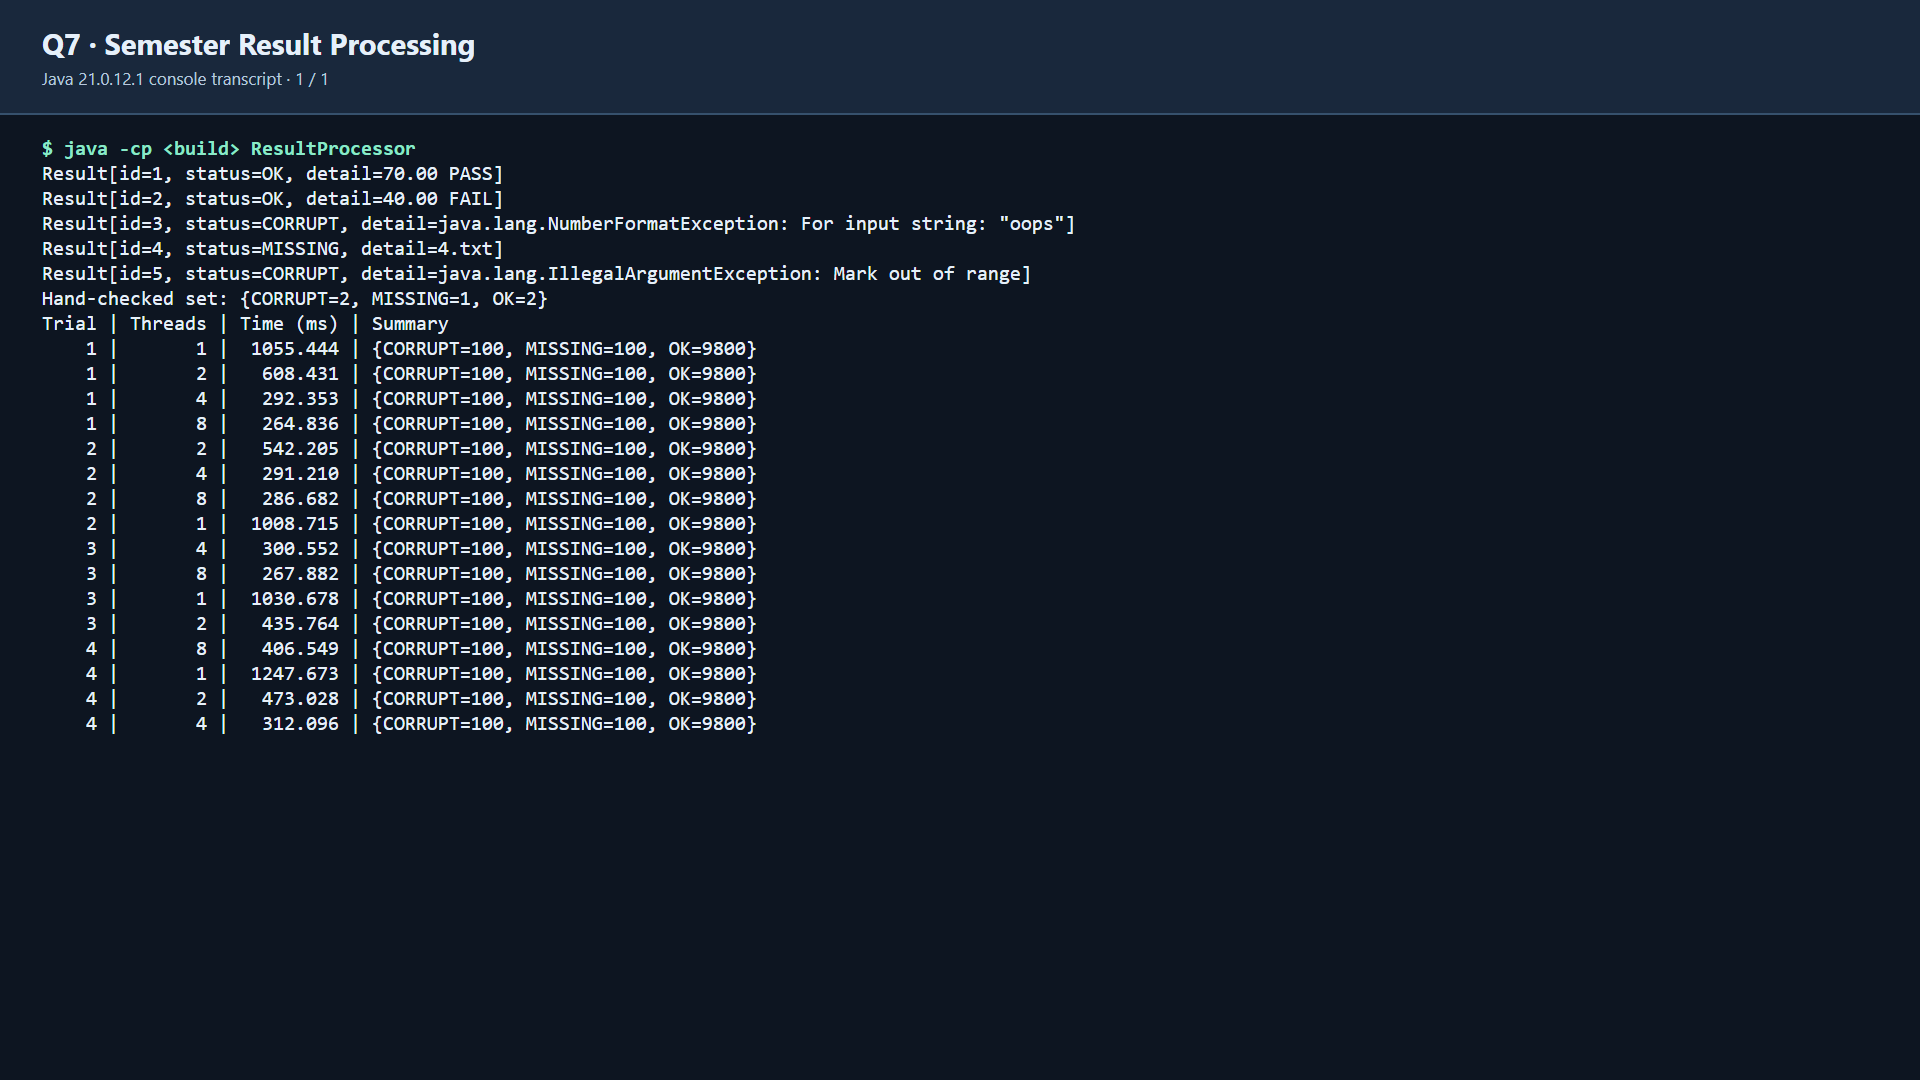 Q7 · Semester Result Processing
Java 21.0.12.1 console transcript · 1 / 1
$ java -cp <build> ResultProcessor
Result[id=1, status=OK, detail=70.00 PASS]
Result[id=2, status=OK, detail=40.00 FAIL]
Result[id=3, status=CORRUPT, detail=java.lang.NumberFormatException: For input string: "oops"]
Result[id=4, status=MISSING, detail=4.txt]
Result[id=5, status=CORRUPT, detail=java.lang.IllegalArgumentException: Mark out of range]
Hand-checked set: {CORRUPT=2, MISSING=1, OK=2}
Trial | Threads | Time (ms) | Summary
    1 |       1 |  1055.444 | {CORRUPT=100, MISSING=100, OK=9800}
    1 |       2 |   608.431 | {CORRUPT=100, MISSING=100, OK=9800}
    1 |       4 |   292.353 | {CORRUPT=100, MISSING=100, OK=9800}
    1 |       8 |   264.836 | {CORRUPT=100, MISSING=100, OK=9800}
    2 |       2 |   542.205 | {CORRUPT=100, MISSING=100, OK=9800}
    2 |       4 |   291.210 | {CORRUPT=100, MISSING=100, OK=9800}
    2 |       8 |   286.682 | {CORRUPT=100, MISSING=100, OK=9800}
    2 |       1 |  1008.715 | {CORRUPT=100, MISSING=100, OK=9800}
    3 |       4 |   300.552 | {CORRUPT=100, MISSING=100, OK=9800}
    3 |       8 |   267.882 | {CORRUPT=100, MISSING=100, OK=9800}
    3 |       1 |  1030.678 | {CORRUPT=100, MISSING=100, OK=9800}
    3 |       2 |   435.764 | {CORRUPT=100, MISSING=100, OK=9800}
    4 |       8 |   406.549 | {CORRUPT=100, MISSING=100, OK=9800}
    4 |       1 |  1247.673 | {CORRUPT=100, MISSING=100, OK=9800}
    4 |       2 |   473.028 | {CORRUPT=100, MISSING=100, OK=9800}
    4 |       4 |   312.096 | {CORRUPT=100, MISSING=100, OK=9800}